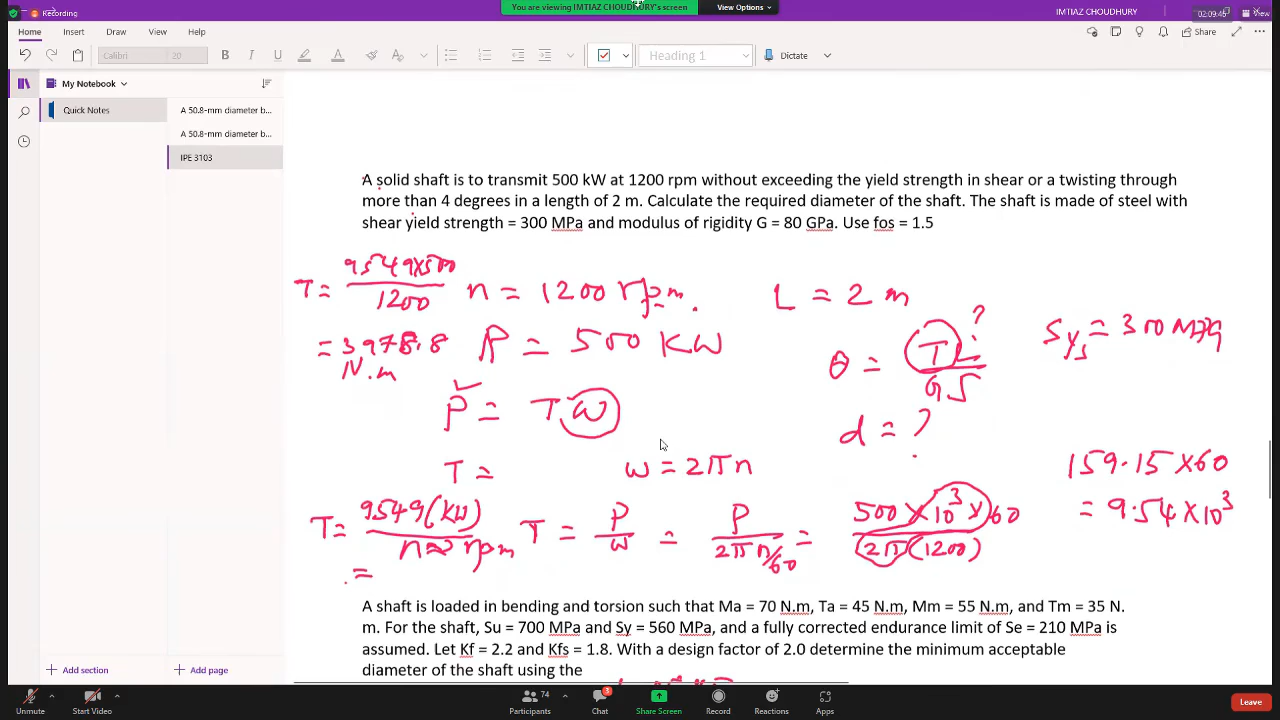 Recording
You are viewing IMTIAZ CHOUDHURY's screen
View Options
IMTIAZ CHOUDHURY
02:09:45
View
Home Insert Draw View Help
Share
Calibri 20
Heading 1
Dictate
My Notebook
Quick Notes
A 50.8-mm diameter b...
A 50.8-mm diameter b...
IPE 3103
A solid shaft is to transmit 500 kW at 1200 rpm without exceeding the yield strength in shear or a twisting through
more than 4 degrees in a length of 2 m. Calculate the required diameter of the shaft. The shaft is made of steel with
shear yield strength = 300 MPa and modulus of rigidity G = 80 GPa. Use fos = 1.5
T = 9549x500 / 1200
= 3978.8 N.m
n = 1200 rpm.
L = 2 m
P = 500 KW
θ = TL / GJ ?
Sys = 300 MPa
P = Tω
d = ?
T =
ω = 2πn
159.15 x 60
= 9.54 x 10³
T = 9549(KW) / n rpm
T = P / ω = P / 2πn/60 = 500 x 10³ x 60 / 2π(1200)
=
A shaft is loaded in bending and torsion such that Ma = 70 N.m, Ta = 45 N.m, Mm = 55 N.m, and Tm = 35 N.
m. For the shaft, Su = 700 MPa and Sy = 560 MPa, and a fully corrected endurance limit of Se = 210 MPa is
assumed. Let Kf = 2.2 and Kfs = 1.8. With a design factor of 2.0 determine the minimum acceptable
diameter of the shaft using the
Add section
Add page
Unmute
Start Video
74
Participants
3
Chat
Share Screen
Record
Reactions
Apps
Leave